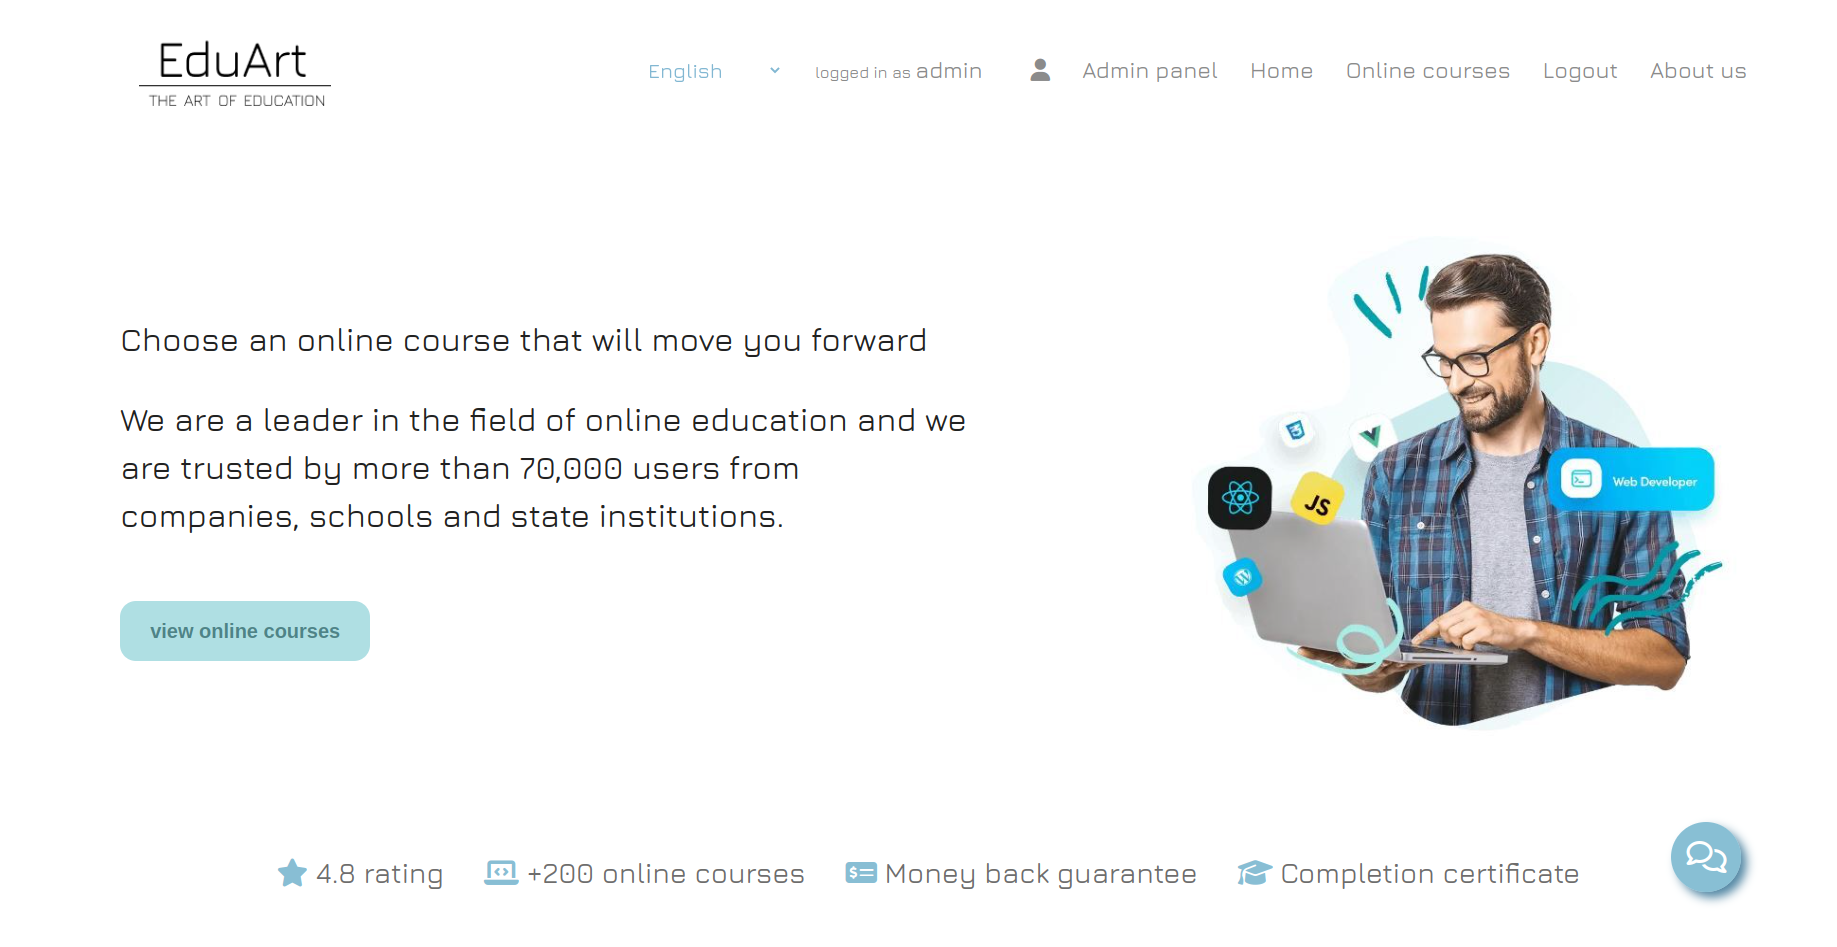 EduArt
THE ART OF EDUCATION
English
logged in as admin
Admin panel
Home
Online courses
Logout
About us
Choose an online course that will move you forward
We are a leader in the field of online education and we
are trusted by more than 70,000 users from
companies, schools and state institutions.
view online courses
JS
Web Developer
4.8 rating
+200 online courses
Money back guarantee
Completion certificate